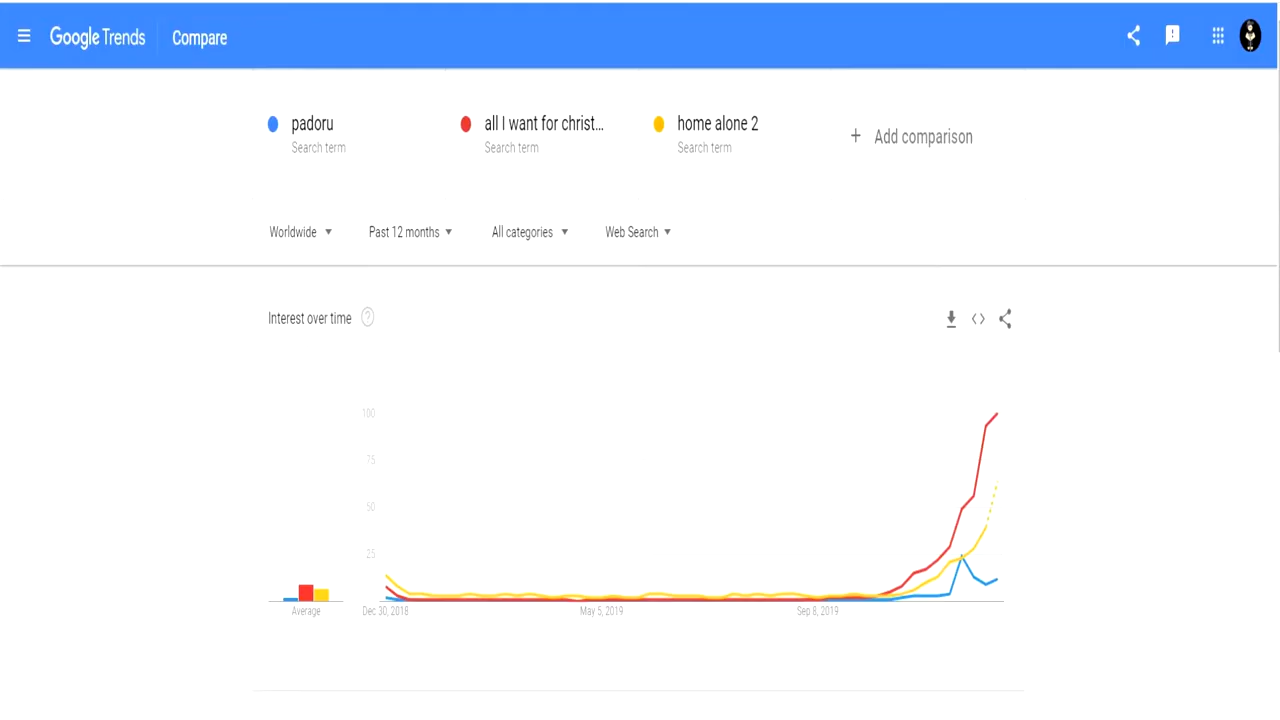 Google Trends Compare
padoru all I want for christ... home alone 2 + Add comparison
Search term Search term Search term
Worldwide Past 12 months All categories Web Search
Interest over time ?
100
75
50
25
Average Dec 30, 2018 May 5, 2019 Sep 8, 2019